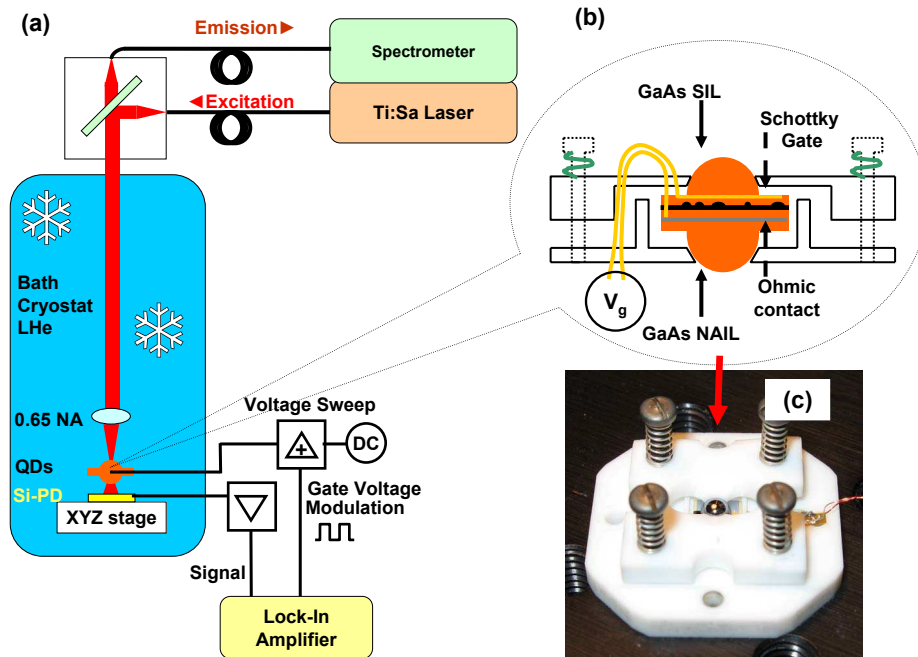 (a)
Emission
Spectrometer
Excitation
Ti:Sa Laser
Bath
Cryostat
LHe
0.65 NA
QDs
Si-PD
XYZ stage
Voltage Sweep
DC
Gate Voltage
Modulation
Signal
Lock-In
Amplifier
(b)
GaAs SIL
Schottky
Gate
Vg
Ohmic
contact
GaAs NAIL
(c)